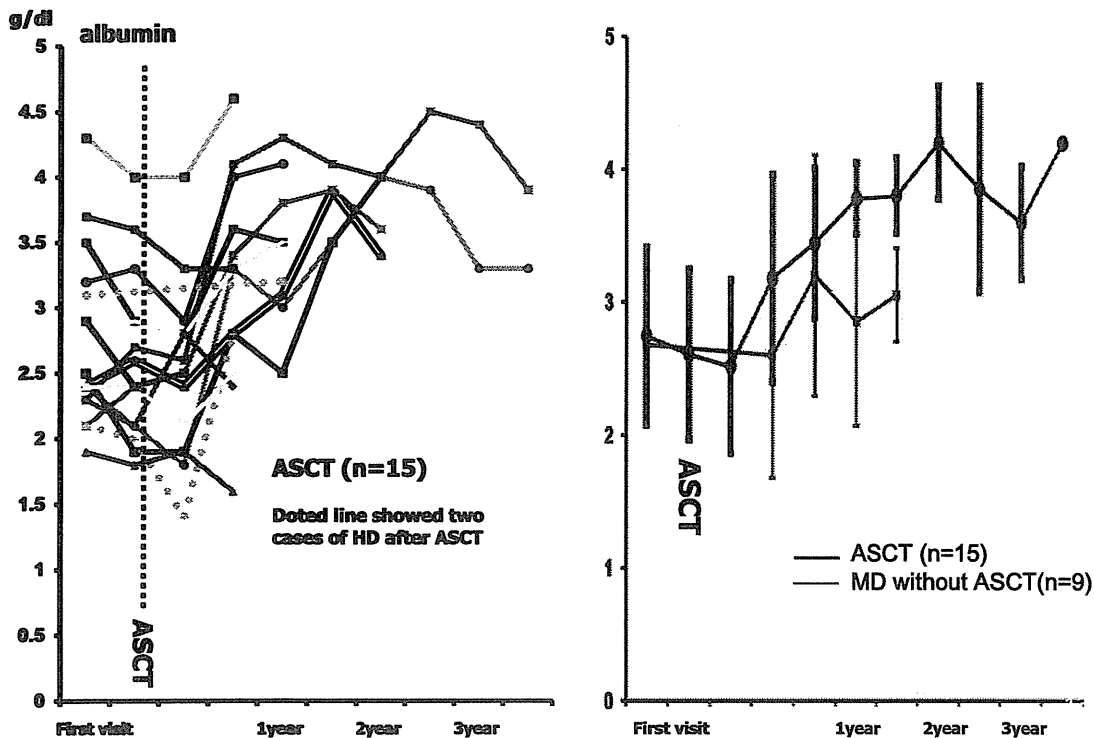 g/dl
albumin
5
4.5
4
3.5
3
2.5
2
1.5
1
0.5
0
ASCT
ASCT (n=15)
Doted line showed two
cases of HD after ASCT
First visit
1year
2year
3year
5
4
3
2
1
0
ASCT
ASCT (n=15)
MD without ASCT(n=9)
First visit
1year
2year
3year